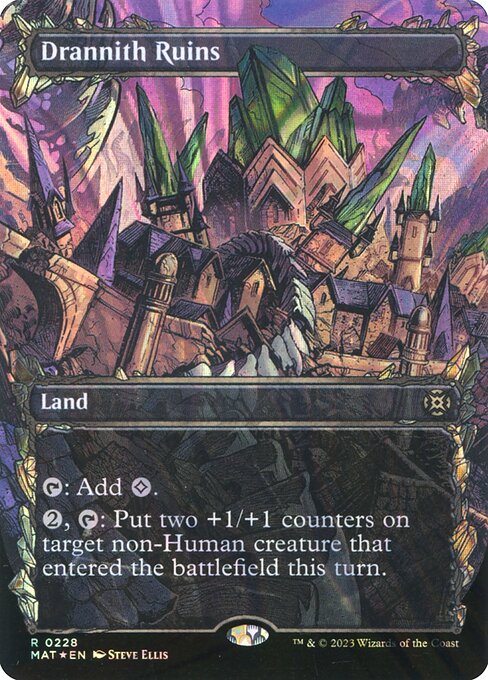 Drannith Ruins
Land
: Add .
2, : Put two +1/+1 counters on
target non-Human creature that
entered the battlefield this turn.
R 0228
MAT★EN Steve Ellis
™ & © 2023 Wizards of the Coast